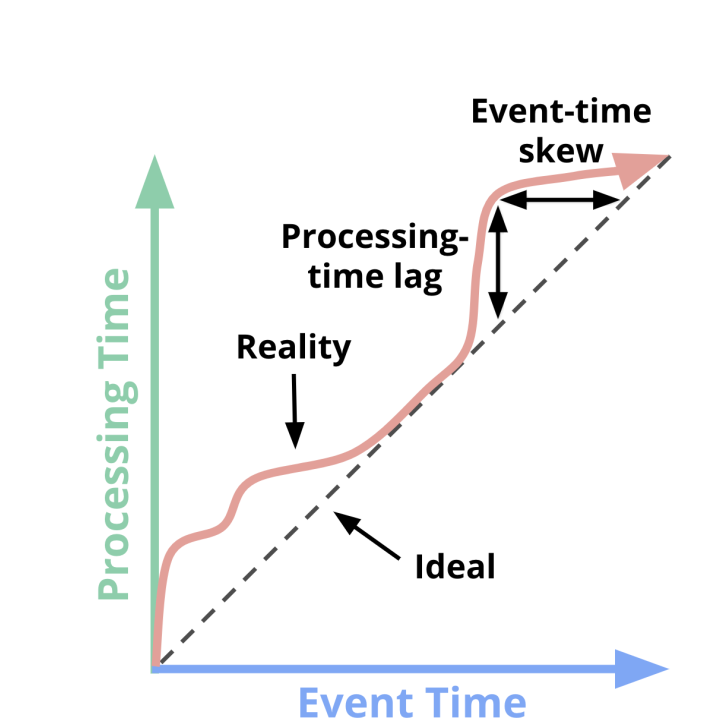 Event-time
skew
Processing-
time lag
Reality
Processing Time
Ideal
Event Time